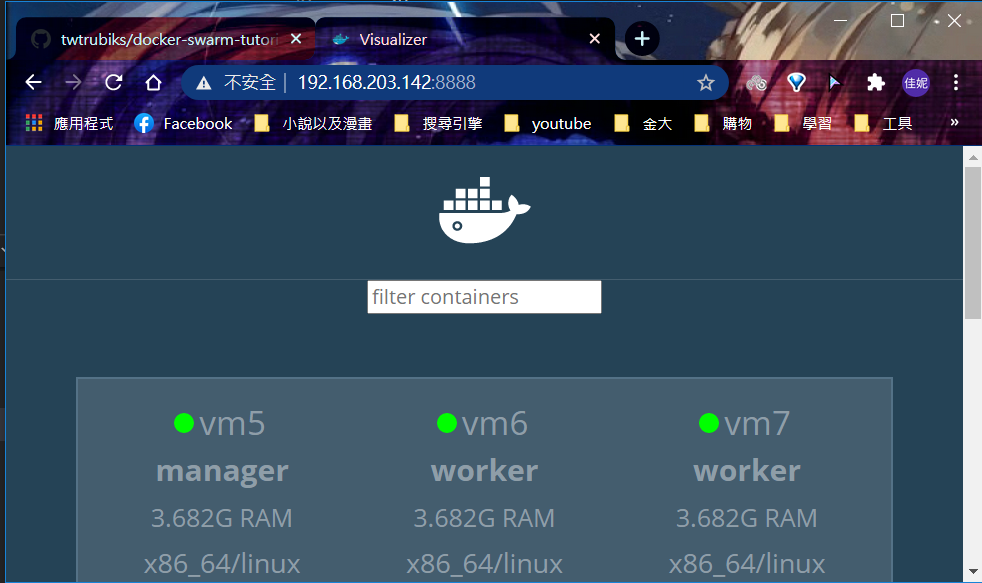 twtrubiks/docker-swarm-tutori
Visualizer
不安全 | 192.168.203.142:8888
佳妮
應用程式 Facebook 小說以及漫畫 搜尋引擎 youtube 金大 購物 學習 工具 »
filter containers
vm5 vm6 vm7
manager worker worker
3.682G RAM 3.682G RAM 3.682G RAM
x86_64/linux x86_64/linux x86_64/linux